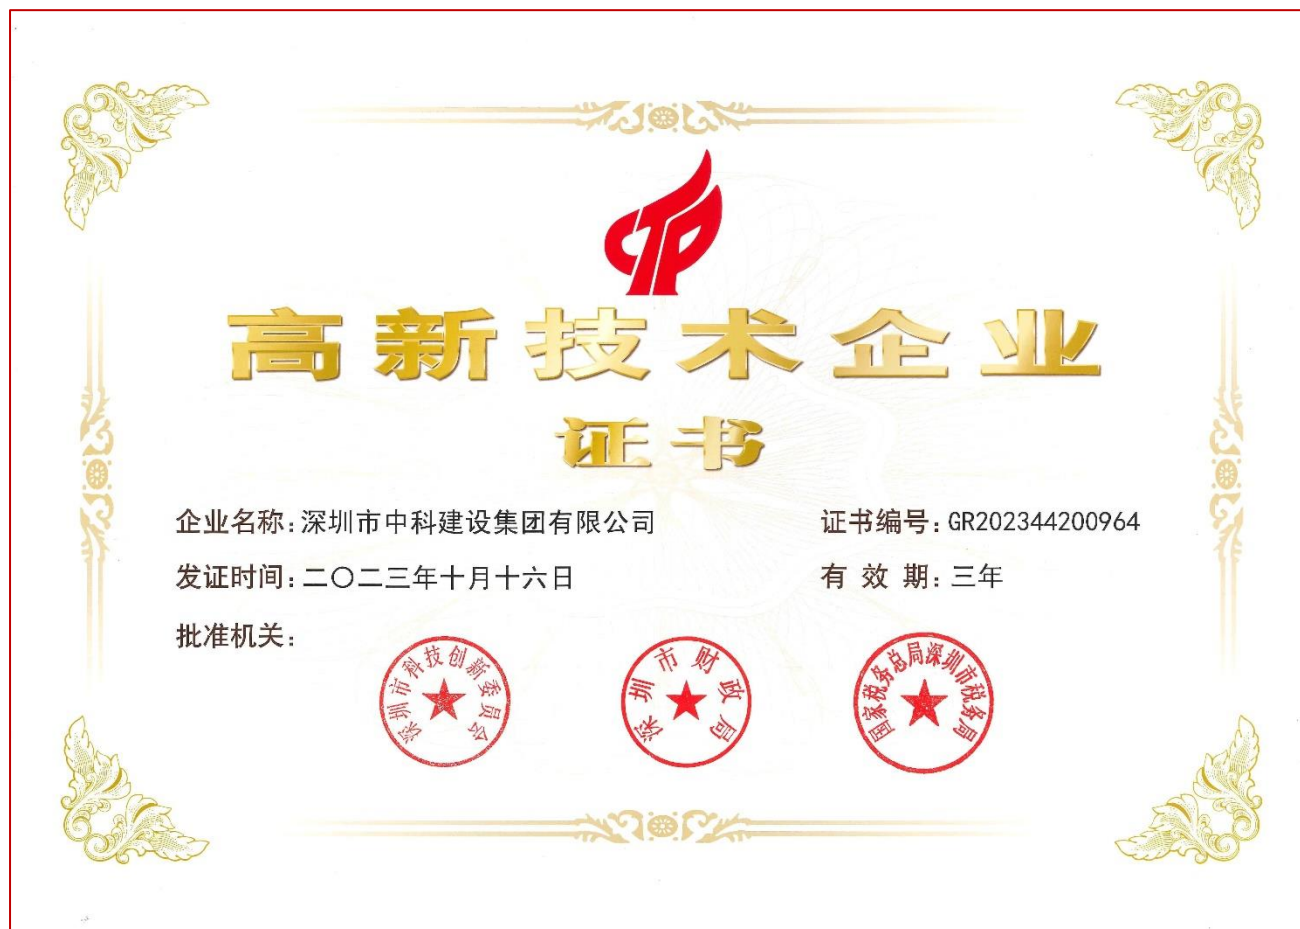 高新技术企业
证书
企业名称：深圳市中科建设集团有限公司
证书编号：GR202344200964
发证时间：二〇二三年十月十六日
有效期：三年
批准机关：
深圳市科技创新委员会
深圳市财政局
国家税务总局深圳市税务局